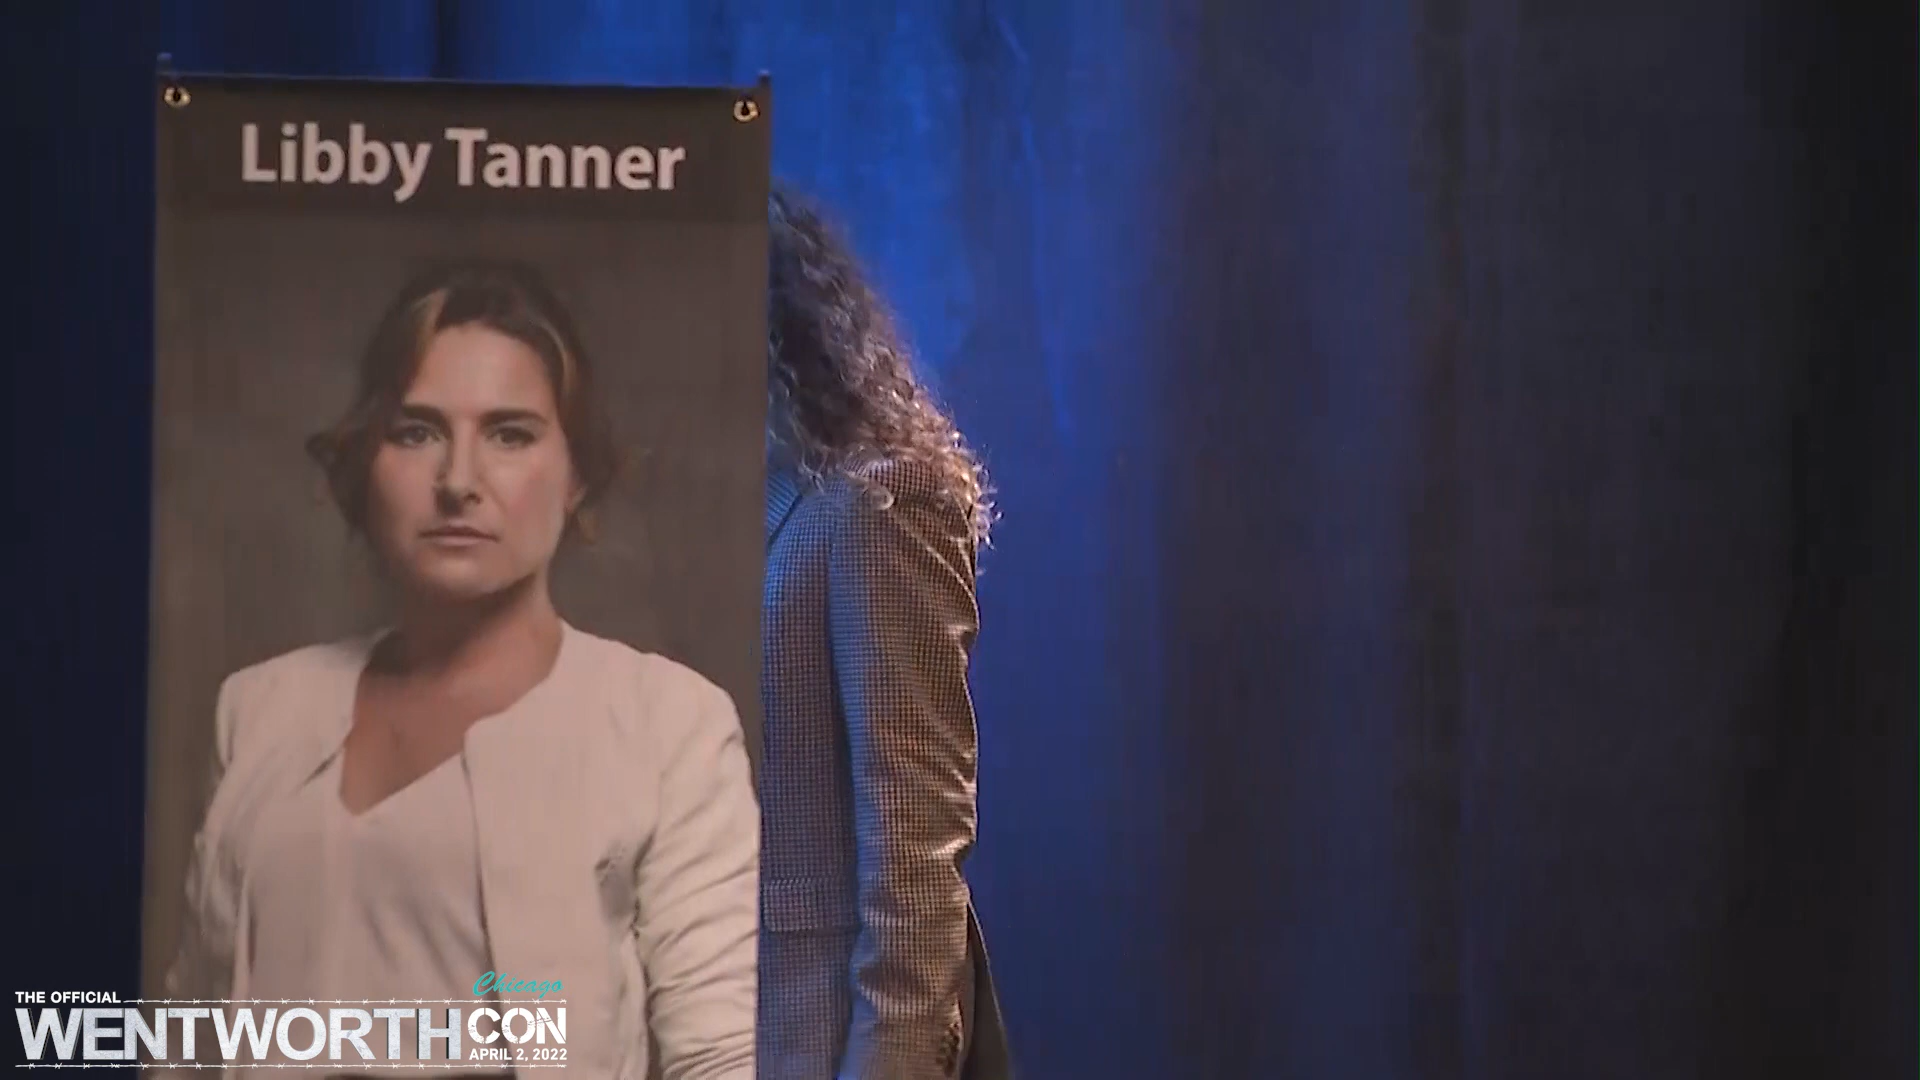 Libby Tanner
Chicago
THE OFFICIAL
WENTWORTH CON
APRIL 2, 2022